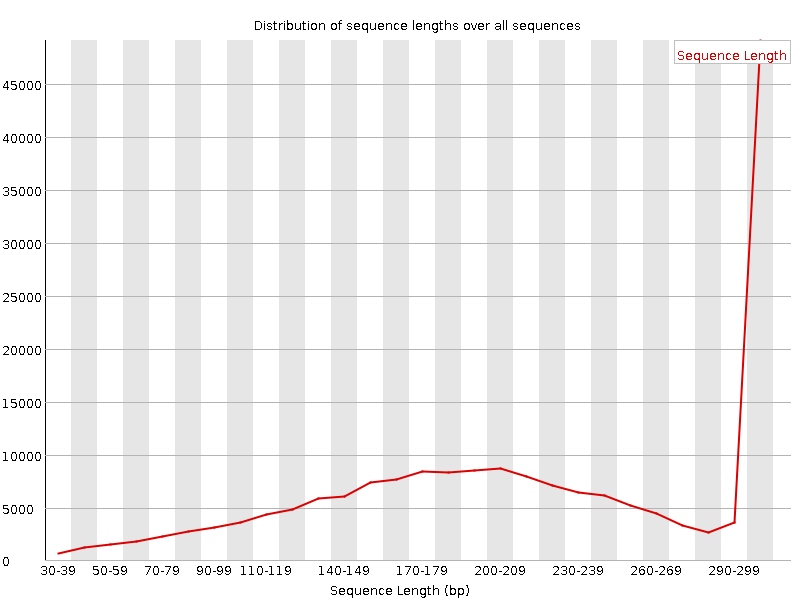 Distribution of sequence lengths over all sequences
Sequence Length
45000
40000
35000
30000
25000
20000
15000
10000
5000
0
30-39 50-59 70-79 90-99 110-119 140-149 170-179 200-209 230-239 260-269 290-299
Sequence Length (bp)